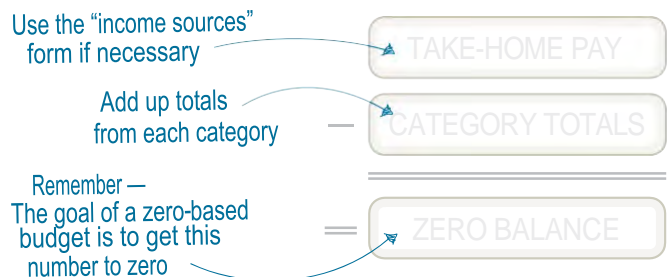 Use the “income sources”
form if necessary
TAKE-HOME PAY
Add up totals
from each category
— CATEGORY TOTALS
Remember —
The goal of a zero-based
budget is to get this
number to zero
= ZERO BALANCE